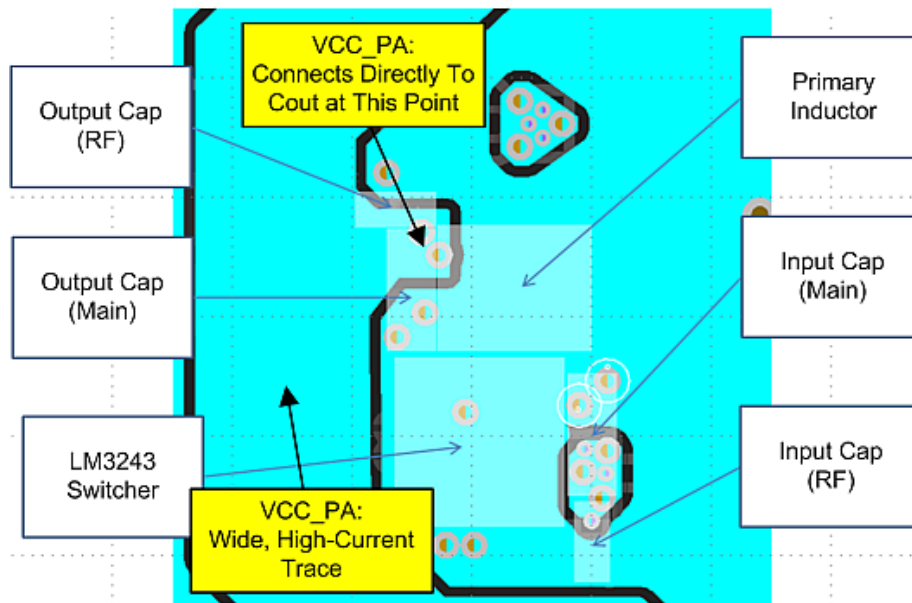 VCC_PA:
Connects Directly To
Cout at This Point
Output Cap
(RF)
Primary
Inductor
Output Cap
(Main)
Input Cap
(Main)
LM3243
Switcher
VCC_PA:
Wide, High-Current
Trace
Input Cap
(RF)